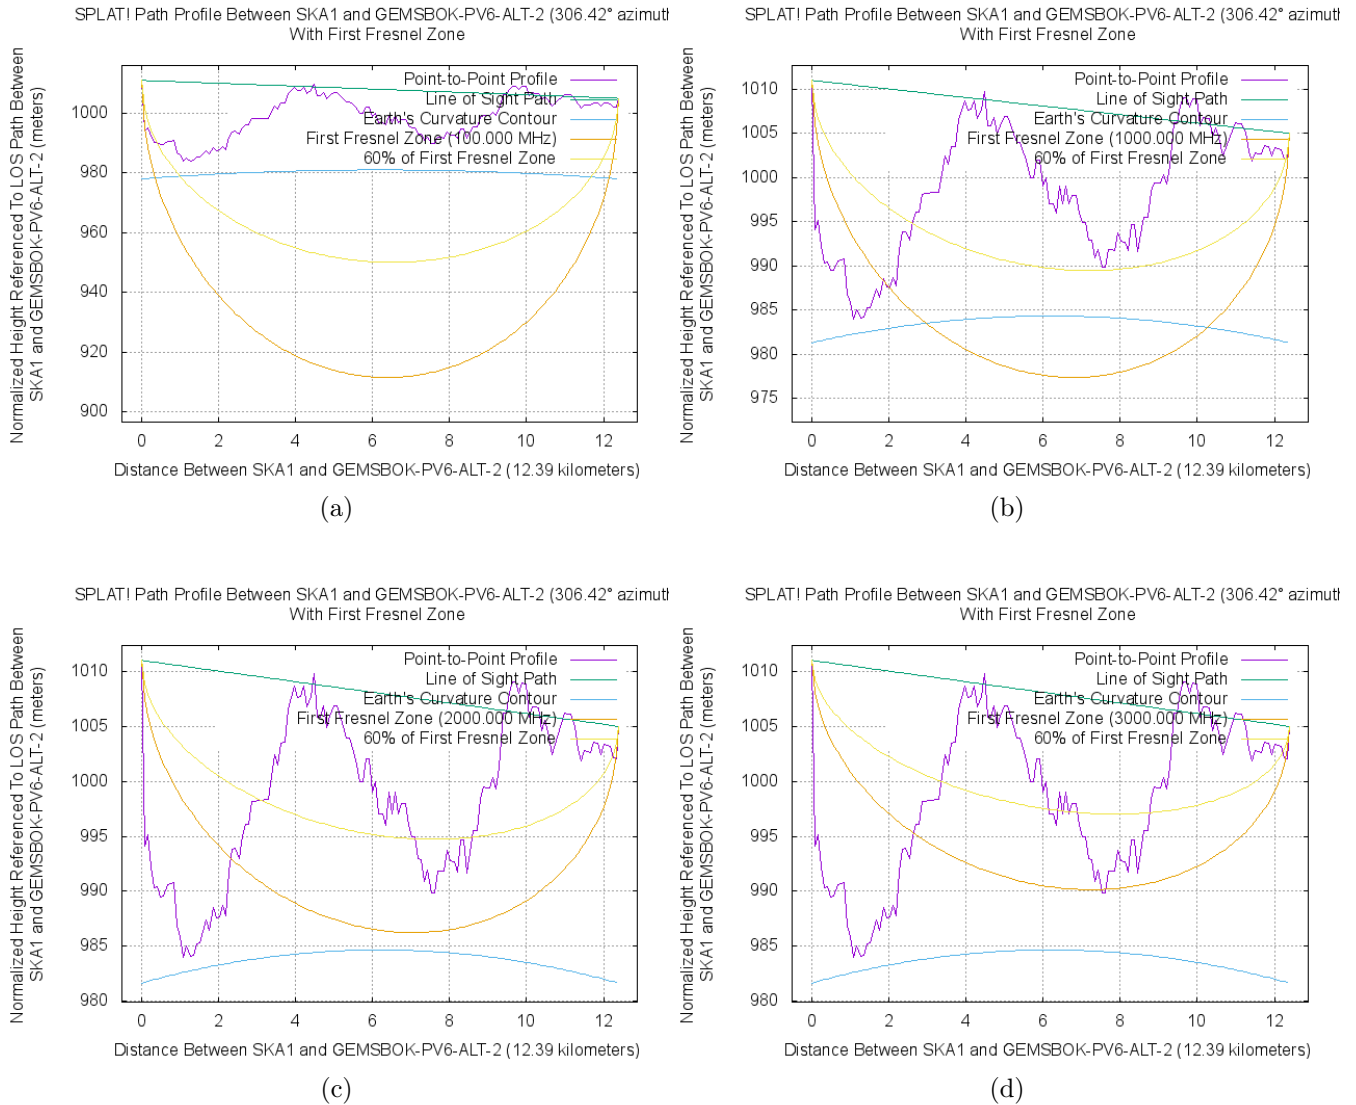 SPLAT! Path Profile Between SKA1 and GEMSBOK-PV6-ALT-2 (306.42° azimuth
With First Fresnel Zone
Normalized Height Referenced To LOS Path Between
SKA1 and GEMSBOK-PV6-ALT-2 (meters)
Point-to-Point Profile
Line of Sight Path
Earth's Curvature Contour
First Fresnel Zone (100.000 MHz)
60% of First Fresnel Zone
1000
980
960
940
920
900
0 2 4 6 8 10 12
Distance Between SKA1 and GEMSBOK-PV6-ALT-2 (12.39 kilometers)
(a)
SPLAT! Path Profile Between SKA1 and GEMSBOK-PV6-ALT-2 (306.42° azimuth
With First Fresnel Zone
Normalized Height Referenced To LOS Path Between
SKA1 and GEMSBOK-PV6-ALT-2 (meters)
Point-to-Point Profile
Line of Sight Path
Earth's Curvature Contour
First Fresnel Zone (1000.000 MHz)
60% of First Fresnel Zone
1010
1005
1000
995
990
985
980
975
0 2 4 6 8 10 12
Distance Between SKA1 and GEMSBOK-PV6-ALT-2 (12.39 kilometers)
(b)
SPLAT! Path Profile Between SKA1 and GEMSBOK-PV6-ALT-2 (306.42° azimuth
With First Fresnel Zone
Normalized Height Referenced To LOS Path Between
SKA1 and GEMSBOK-PV6-ALT-2 (meters)
Point-to-Point Profile
Line of Sight Path
Earth's Curvature Contour
First Fresnel Zone (2000.000 MHz)
60% of First Fresnel Zone
1010
1005
1000
995
990
985
980
0 2 4 6 8 10 12
Distance Between SKA1 and GEMSBOK-PV6-ALT-2 (12.39 kilometers)
(c)
SPLAT! Path Profile Between SKA1 and GEMSBOK-PV6-ALT-2 (306.42° azimuth
With First Fresnel Zone
Normalized Height Referenced To LOS Path Between
SKA1 and GEMSBOK-PV6-ALT-2 (meters)
Point-to-Point Profile
Line of Sight Path
Earth's Curvature Contour
First Fresnel Zone (3000.000 MHz)
60% of First Fresnel Zone
1010
1005
1000
995
990
985
980
0 2 4 6 8 10 12
Distance Between SKA1 and GEMSBOK-PV6-ALT-2 (12.39 kilometers)
(d)